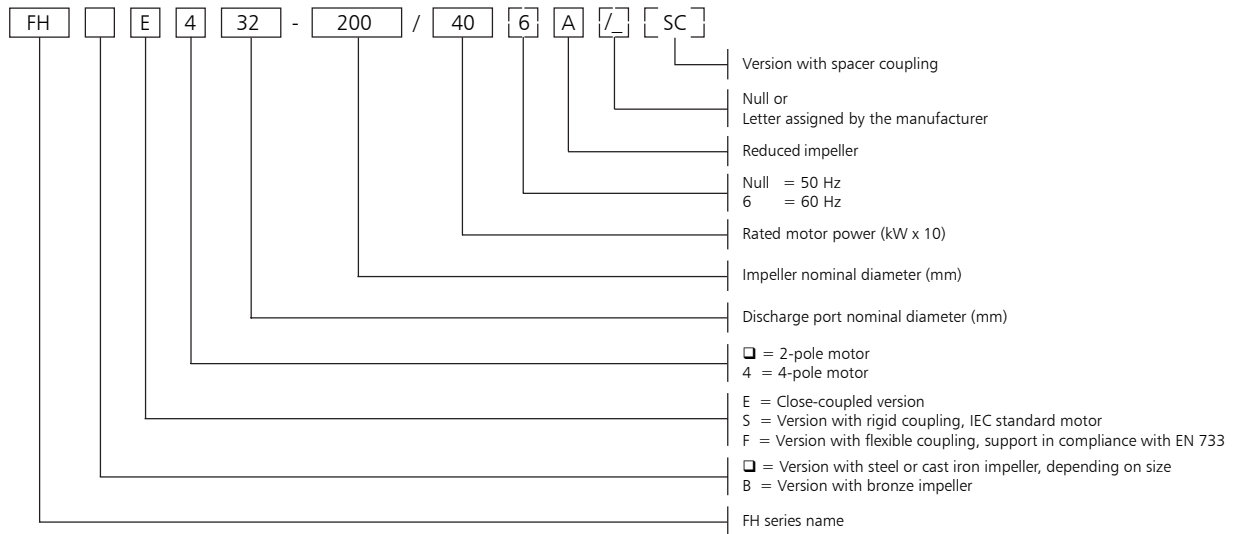 FH E 4 32 - 200 / 40 6 A /_ SC
Version with spacer coupling
Null or
Letter assigned by the manufacturer
Reduced impeller
Null = 50 Hz
6 = 60 Hz
Rated motor power (kW x 10)
Impeller nominal diameter (mm)
Discharge port nominal diameter (mm)
❑ = 2-pole motor
4 = 4-pole motor
E = Close-coupled version
S = Version with rigid coupling, IEC standard motor
F = Version with flexible coupling, support in compliance with EN 733
❑ = Version with steel or cast iron impeller, depending on size
B = Version with bronze impeller
FH series name